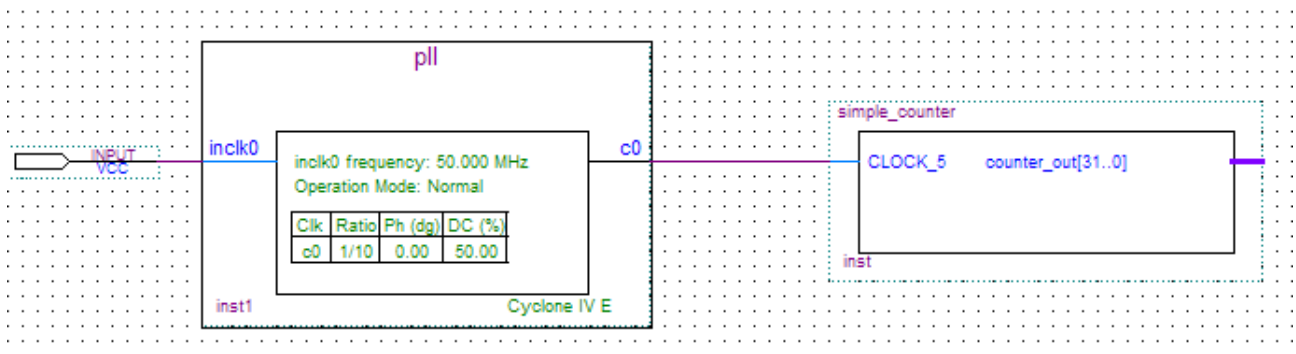 pll
INPUT
VCC
inclk0
c0
inclk0 frequency: 50.000 MHz
Operation Mode: Normal
Clk Ratio Ph (dg) DC (%)
c0 1/10 0.00 50.00
inst1
Cyclone IV E
simple_counter
CLOCK_5 counter_out[31..0]
inst